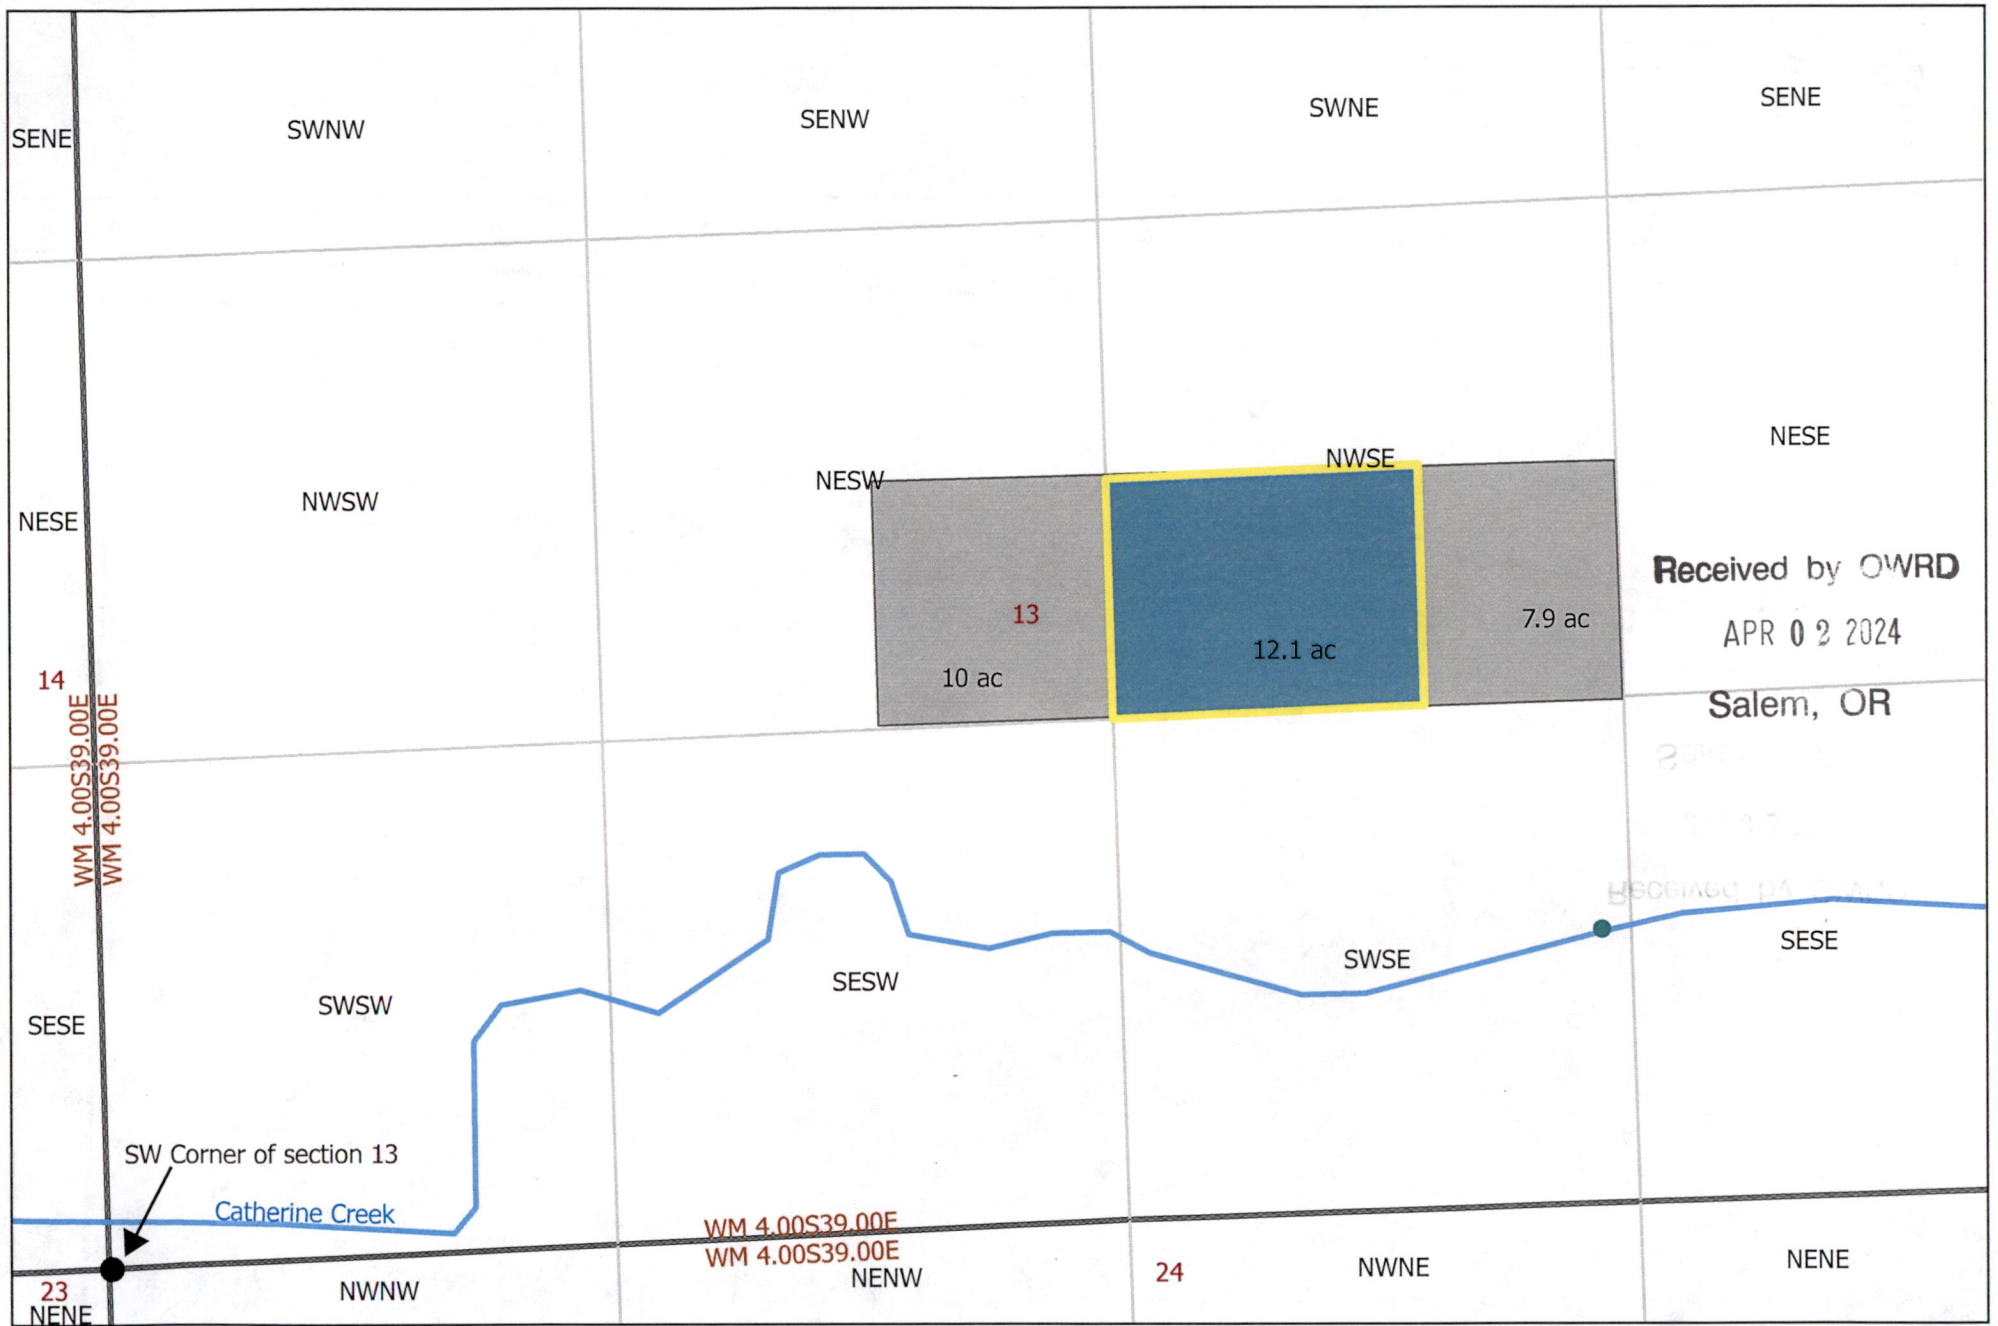 SENE
SWNW
SENW
SWNE
SENE
NESE
NWSW
NESW
NWSE
NESE
13
10 ac
12.1 ac
7.9 ac
Received by OWRD
APR 02 2024
Salem, OR
14
WM 4.00S39.00E
WM 4.00S39.00E
SESE
SWSW
SESW
SWSE
SESE
SW Corner of section 13
Catherine Creek
WM 4.00S39.00E
WM 4.00S39.00E
23
NENE
NWNW
NENW
24
NWNE
NENE